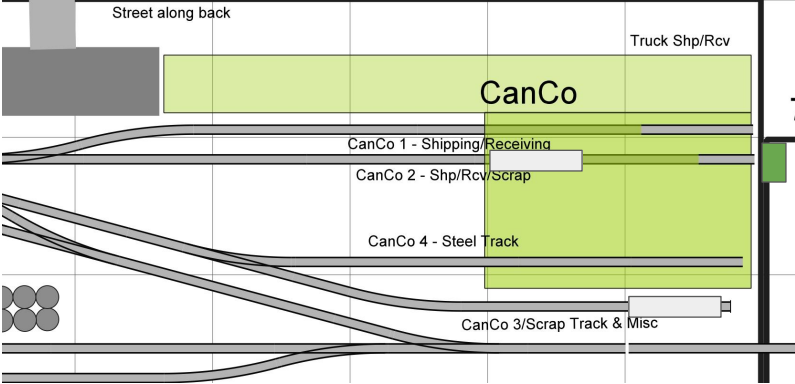 Street along back
Truck Shp/Rcv
CanCo
CanCo 1 - Shipping/Receiving
CanCo 2 - Shp/Rcv/Scrap
CanCo 4 - Steel Track
CanCo 3/Scrap Track & Misc